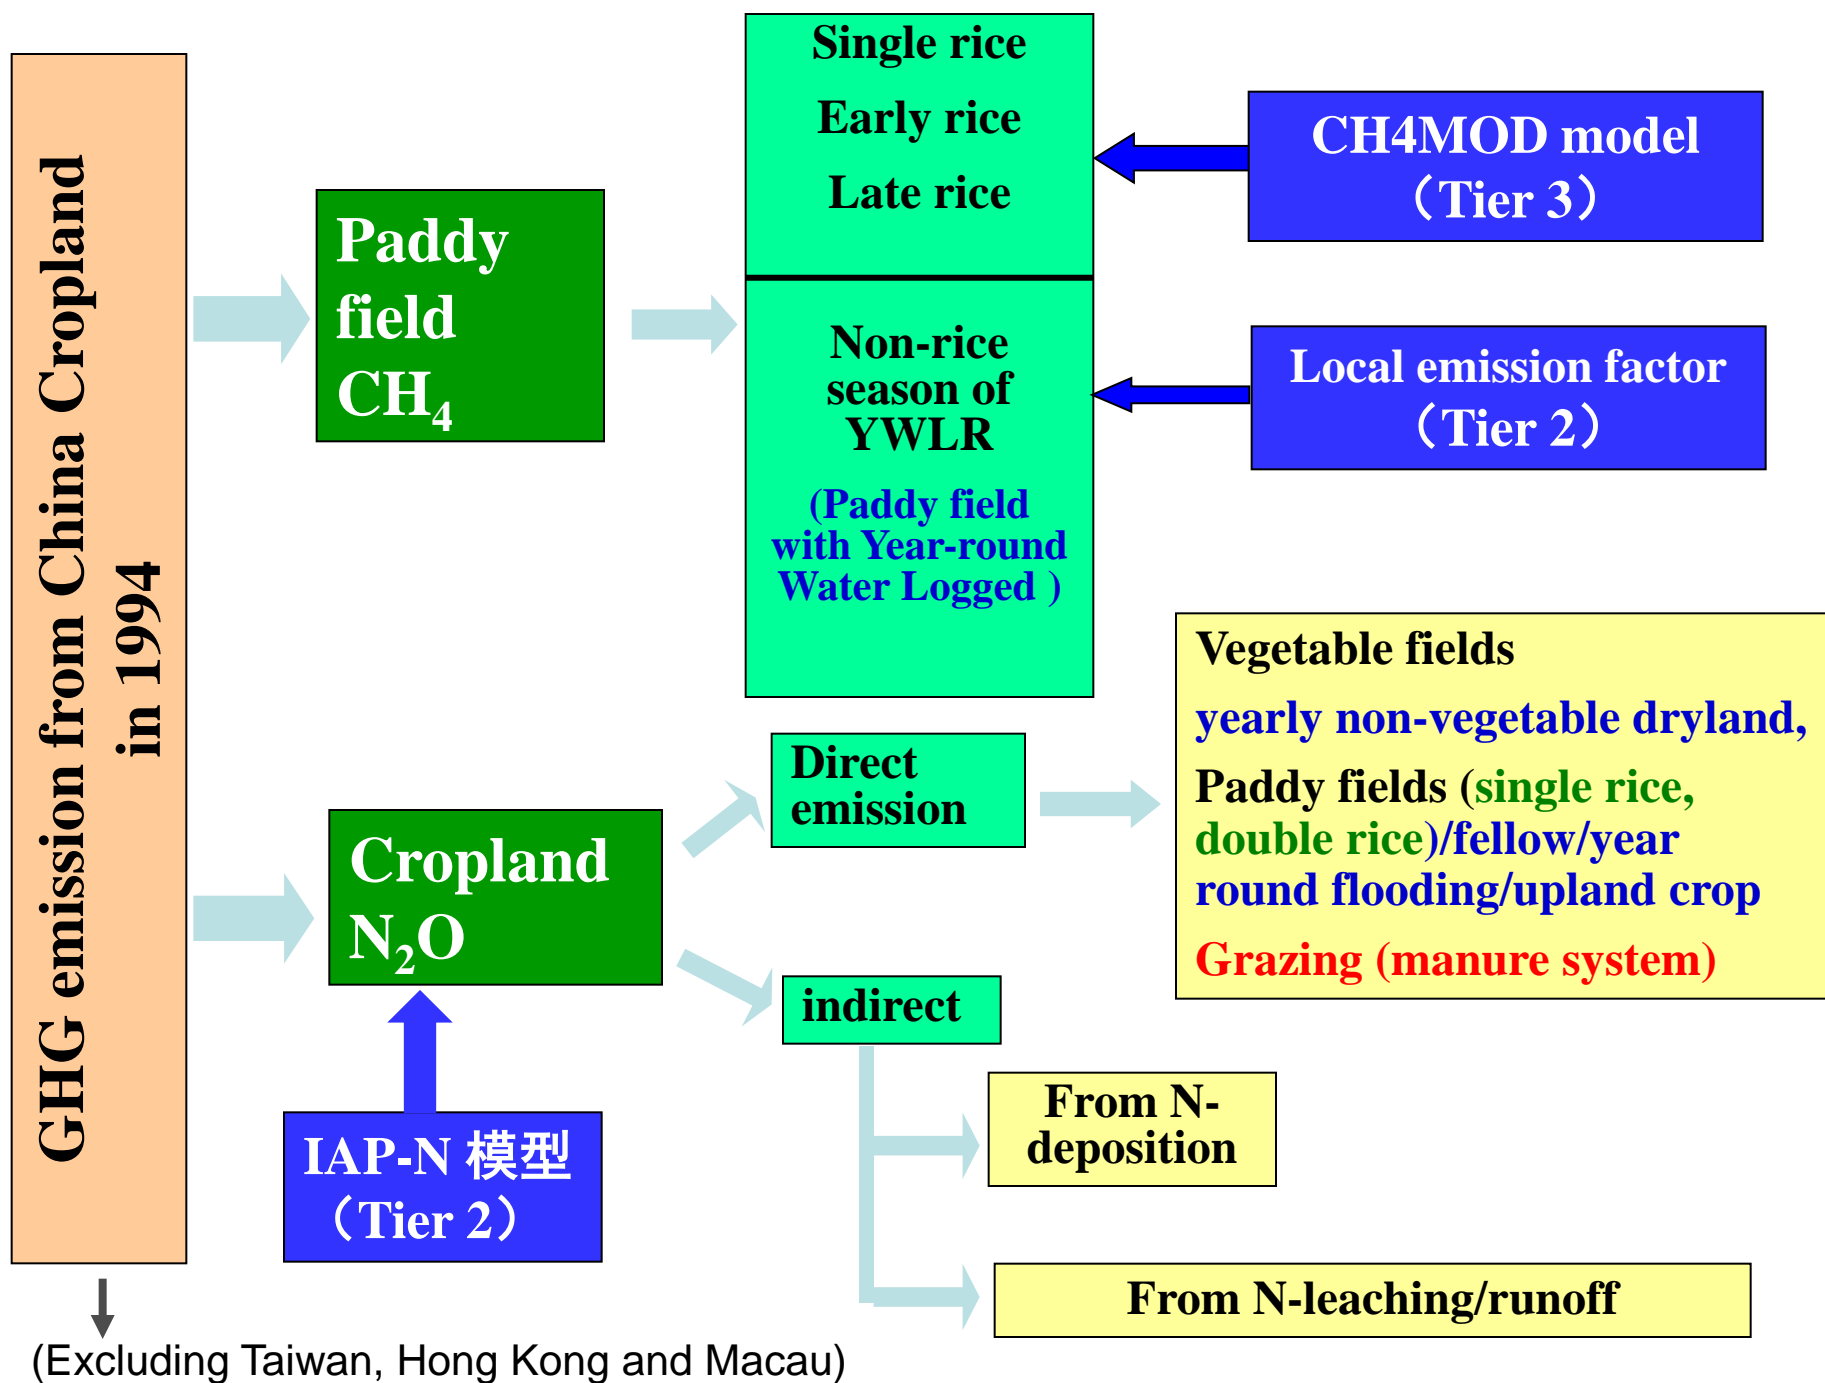 GHG emission from China Cropland
in 1994
Paddy
field
CH₄
Single rice
Early rice
Late rice
CH4MOD model
（Tier 3）
Non-rice
season of
YWLR
(Paddy field
with Year-round
Water Logged )
Local emission factor
（Tier 2）
Cropland
N₂O
IAP-N 模型
（Tier 2）
Direct
emission
Vegetable fields
yearly non-vegetable dryland,
Paddy fields (single rice,
double rice)/fellow/year
round flooding/upland crop
Grazing (manure system)
indirect
From N-
deposition
From N-leaching/runoff
(Excluding Taiwan, Hong Kong and Macau)